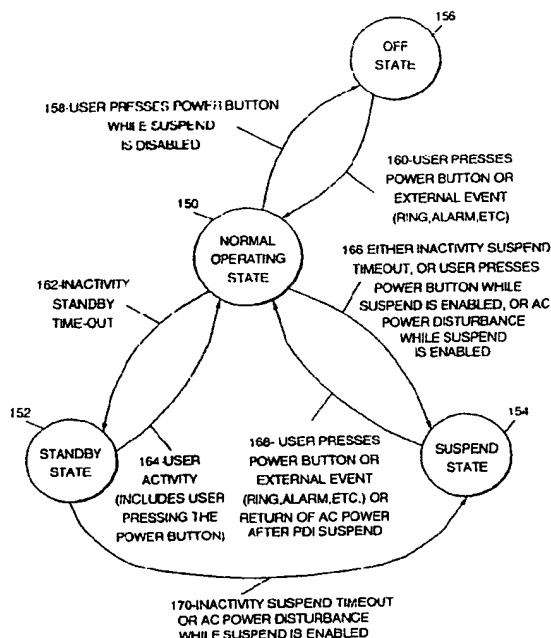 156
OFF
STATE
158-USER PRESSES POWER BUTTON
WHILE SUSPEND
IS DISABLED
160-USER PRESSES
POWER BUTTON OR
EXTERNAL EVENT
(RING,ALARM,ETC)
150
NORMAL
OPERATING
STATE
166 EITHER INACTIVITY SUSPEND
TIMEOUT, OR USER PRESSES
POWER BUTTON WHILE
SUSPEND IS ENABLED, OR AC
POWER DISTURBANCE
WHILE SUSPEND
IS ENABLED
162-INACTIVITY
STANDBY
TIME-OUT
152
STANDBY
STATE
164-USER
ACTIVITY
(INCLUDES USER
PRESSING THE
POWER BUTTON)
168- USER PRESSES
POWER BUTTON OR
EXTERNAL EVENT
(RING,ALARM,ETC.) OR
RETURN OF AC POWER
AFTER PDI SUSPEND
154
SUSPEND
STATE
170-INACTIVITY SUSPEND TIMEOUT
OR AC POWER DISTURBANCE
WHILE SUSPEND IS ENABLED